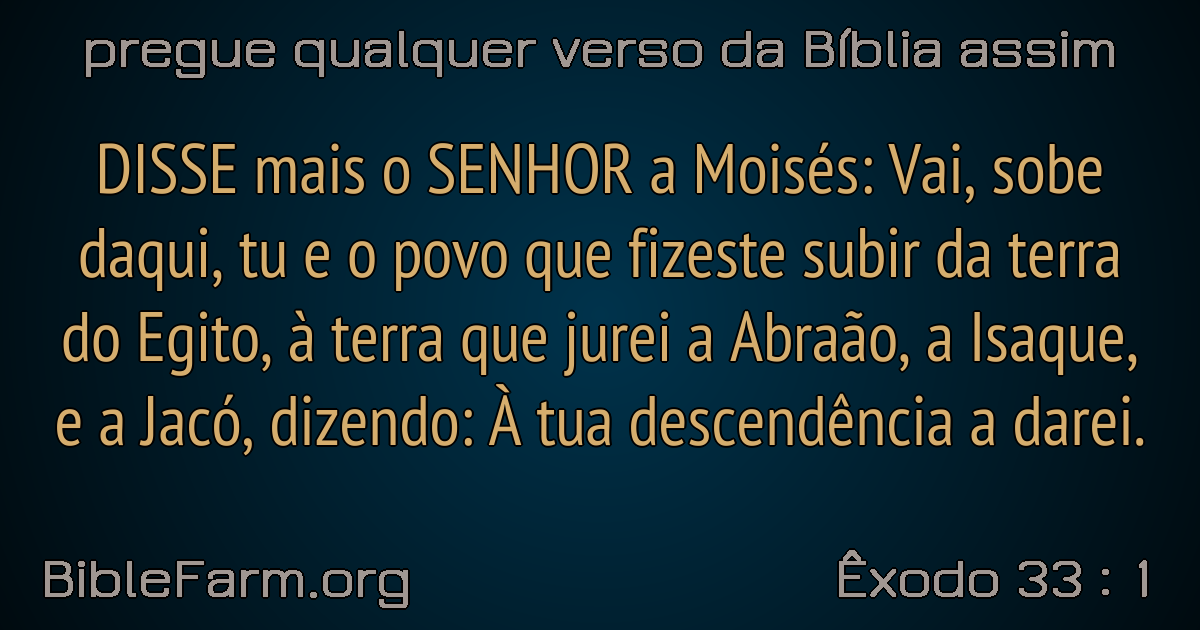 pregue qualquer verso da Bíblia assim
DISSE mais o SENHOR a Moisés: Vai, sobe
daqui, tu e o povo que fizeste subir da terra
do Egito, à terra que jurei a Abraão, a Isaque,
e a Jacó, dizendo: À tua descendência a darei.
BibleFarm.org
Êxodo 33 : 1